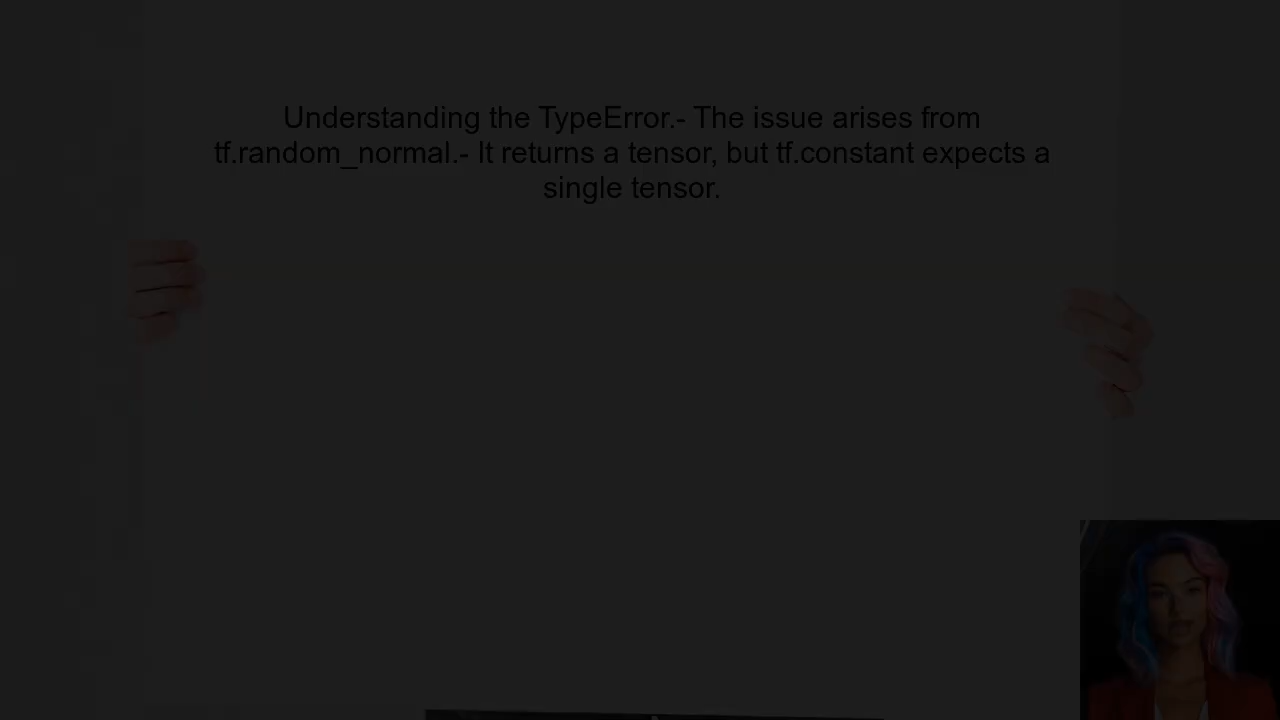 Understanding the TypeError.- The issue arises from
tf.random_normal.- It returns a tensor, but tf.constant expects a
single tensor.